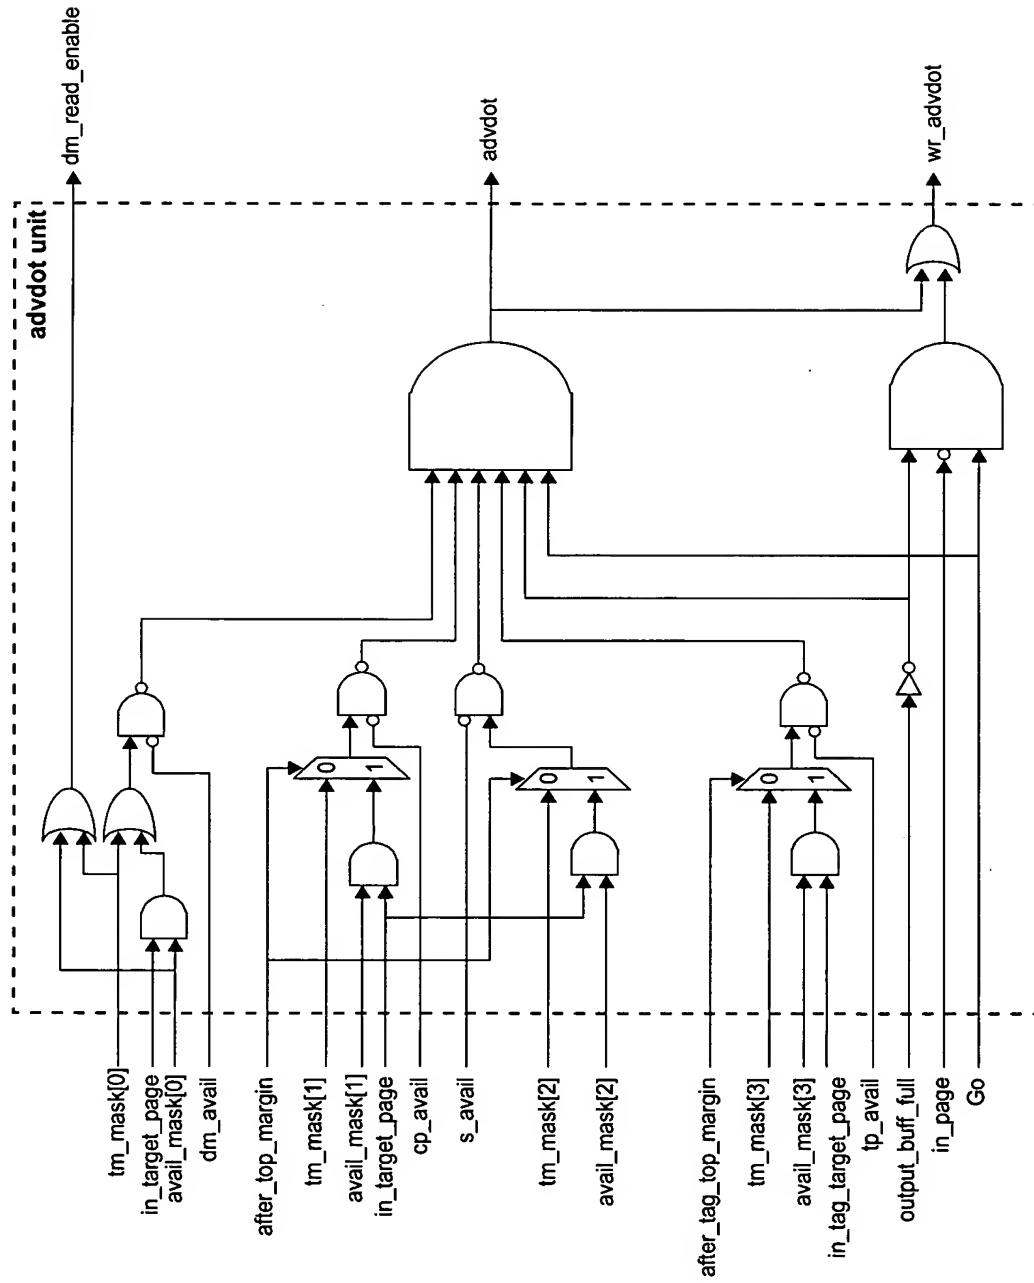 advdot unit
dm_read_enable
advdot
wr_advdot
tm_mask[0]
in_target_page
avail_mask[0]
dm_avail
after_top_margin
tm_mask[1]
avail_mask[1]
in_target_page
cp_avail
s_avail
tm_mask[2]
avail_mask[2]
after_tag_top_margin
tm_mask[3]
avail_mask[3]
in_tag_target_page
tp_avail
output_buff_full
in_page
Go
0
1
0
1
0
1